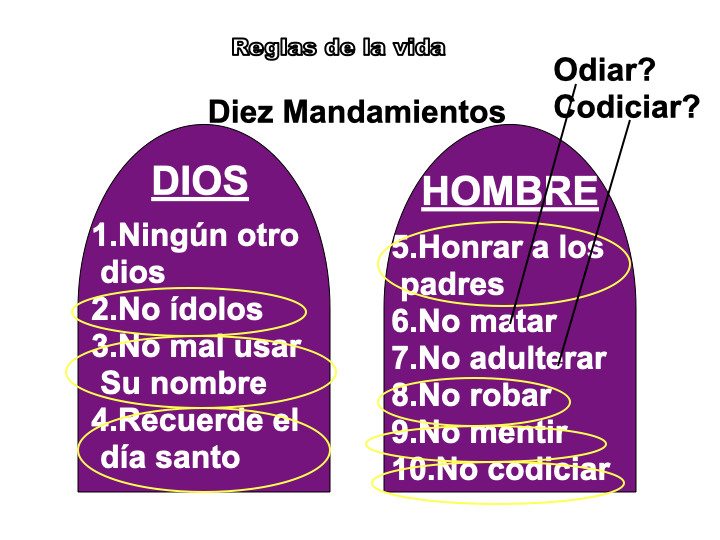 Reglas de la vida
Odiar?
Codiciar?
Diez Mandamientos
DIOS
1.Ningún otro
dios
2.No ídolos
3.No mal usar
Su nombre
4.Recuerde el
día santo
HOMBRE
5.Honrar a los
padres
6.No matar
7.No adulterar
8.No robar
9.No mentir
10.No codiciar